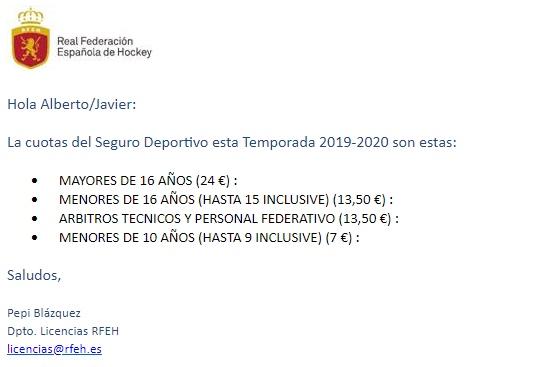 RFEH
Real Federación
Española de Hockey
Hola Alberto/Javier:
La cuotas del Seguro Deportivo esta Temporada 2019-2020 son estas:
• MAYORES DE 16 AÑOS (24 €) :
• MENORES DE 16 AÑOS (HASTA 15 INCLUSIVE) (13,50 €) :
• ARBITROS TECNICOS Y PERSONAL FEDERATIVO (13,50 €) :
• MENORES DE 10 AÑOS (HASTA 9 INCLUSIVE) (7 €) :
Saludos,
Pepi Blázquez
Dpto. Licencias RFEH
licencias@rfeh.es